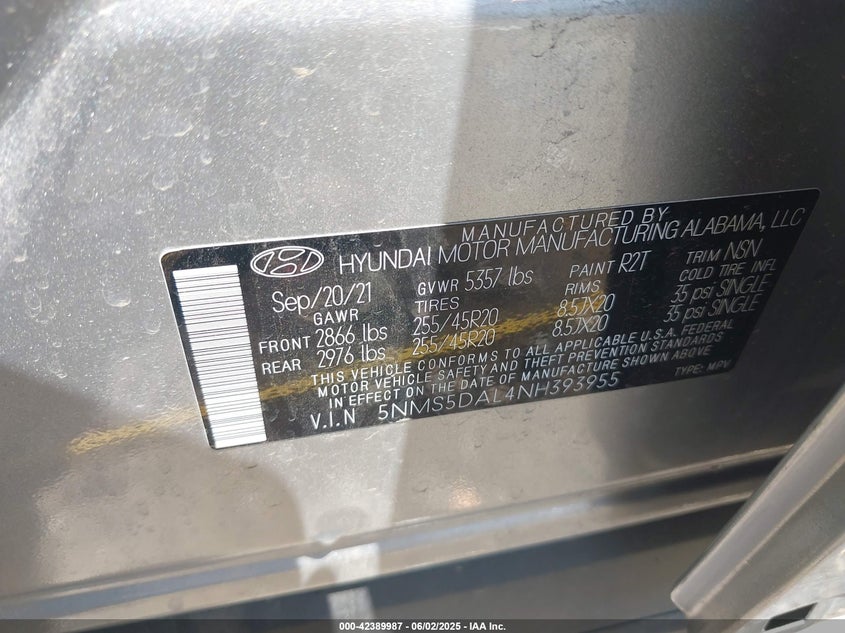 MANUFACTURED BY
HYUNDAI MOTOR MANUFACTURING ALABAMA, LLC
Sep/20/21 GVWR 5357 lbs PAINT R2T TRIM NSN
GAWR TIRES RIMS COLD TIRE INFL
FRONT 2866 lbs 255/45R20 8.5JX20 35 psi SINGLE
REAR 2976 lbs 255/45R20 8.5JX20 35 psi SINGLE
THIS VEHICLE CONFORMS TO ALL APPLICABLE U.S.A. FEDERAL
MOTOR VEHICLE SAFETY AND THEFT PREVENTION STANDARDS
IN EFFECT ON THE DATE OF MANUFACTURE SHOWN ABOVE
V.I.N 5NMS5DAL4NH393955 TYPE: MPV
000-42389987 - 06/02/2025 - IAA Inc.